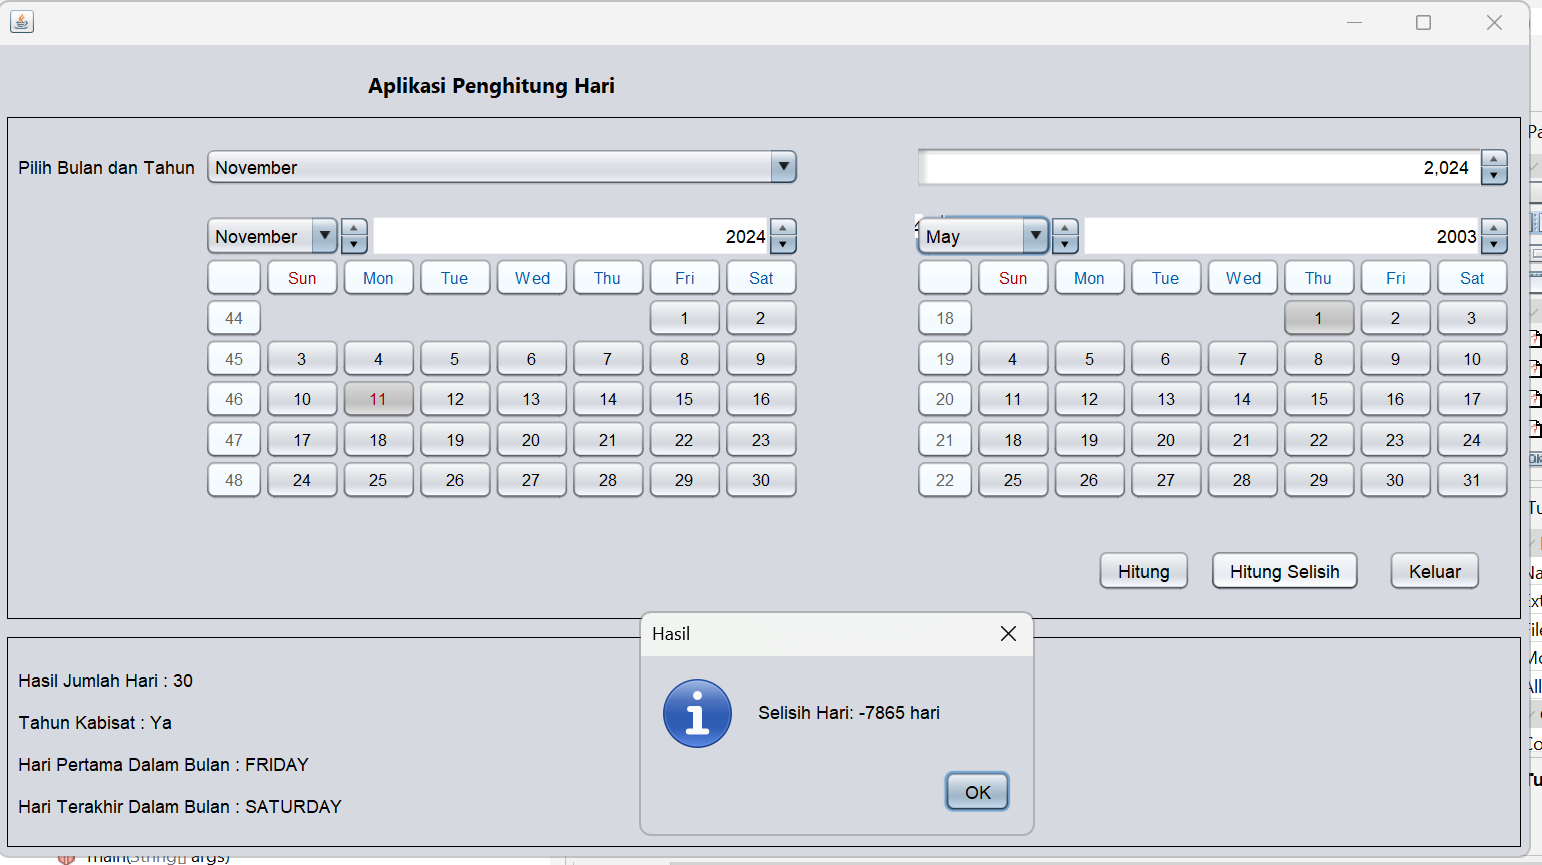 Aplikasi Penghitung Hari
Pilih Bulan dan Tahun November 2,024
November 2024 May 2003
Sun Mon Tue Wed Thu Fri Sat Sun Mon Tue Wed Thu Fri Sat
44 1 2 18 1 2 3
45 3 4 5 6 7 8 9 19 4 5 6 7 8 9 10
46 10 11 12 13 14 15 16 20 11 12 13 14 15 16 17
47 17 18 19 20 21 22 23 21 18 19 20 21 22 23 24
48 24 25 26 27 28 29 30 22 25 26 27 28 29 30 31
Hitung Hitung Selisih Keluar
Hasil
Selisih Hari: -7865 hari
OK
Hasil Jumlah Hari : 30
Tahun Kabisat : Ya
Hari Pertama Dalam Bulan : FRIDAY
Hari Terakhir Dalam Bulan : SATURDAY
main(String[] args)